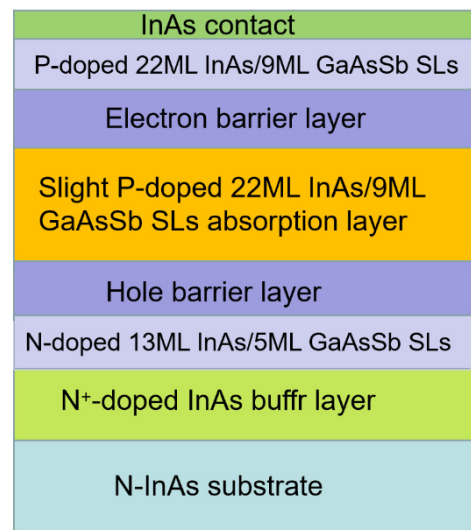 InAs contact
P-doped 22ML InAs/9ML GaAsSb SLs
Electron barrier layer
Slight P-doped 22ML InAs/9ML
GaAsSb SLs absorption layer
Hole barrier layer
N-doped 13ML InAs/5ML GaAsSb SLs
N⁺-doped InAs buffr layer
N-InAs substrate